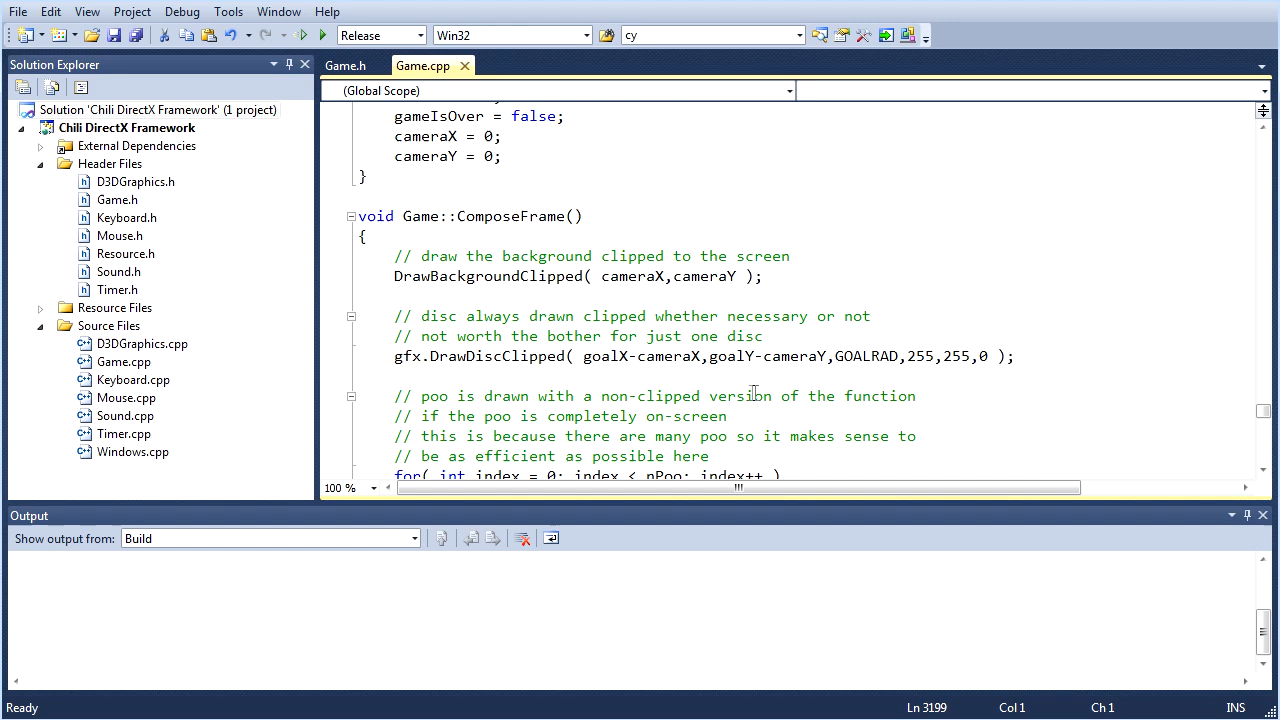 File Edit View Project Debug Tools Window Help
Release Win32 cy
Solution Explorer
Solution 'Chili DirectX Framework' (1 project)
Chili DirectX Framework
External Dependencies
Header Files
D3DGraphics.h
Game.h
Keyboard.h
Mouse.h
Resource.h
Sound.h
Timer.h
Resource Files
Source Files
D3DGraphics.cpp
Game.cpp
Keyboard.cpp
Mouse.cpp
Sound.cpp
Timer.cpp
Windows.cpp
Game.h Game.cpp
(Global Scope)
gameIsOver = false;
cameraX = 0;
cameraY = 0;
}
void Game::ComposeFrame()
{
// draw the background clipped to the screen
DrawBackgroundClipped( cameraX,cameraY );
// disc always drawn clipped whether necessary or not
// not worth the bother for just one disc
gfx.DrawDiscClipped( goalX-cameraX,goalY-cameraY,GOALRAD,255,255,0 );
// poo is drawn with a non-clipped version of the function
// if the poo is completely on-screen
// this is because there are many poo so it makes sense to
// be as efficient as possible here
for( int index = 0; index < nPoo; index++ )
100 %
Output
Show output from: Build
Ready Ln 3199 Col 1 Ch 1 INS